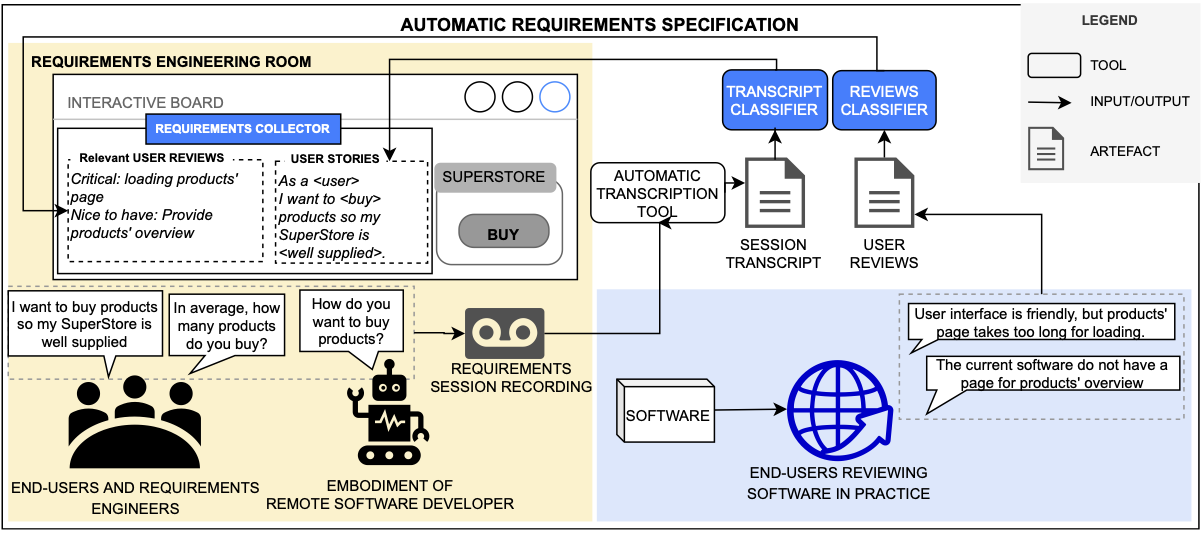 AUTOMATIC REQUIREMENTS SPECIFICATION
LEGEND
TOOL
INPUT/OUTPUT
ARTEFACT
REQUIREMENTS ENGINEERING ROOM
INTERACTIVE BOARD
REQUIREMENTS COLLECTOR
Relevant USER REVIEWS
Critical: loading products'
page
Nice to have: Provide
products' overview
USER STORIES
As a <user>
I want to <buy>
products so my
SuperStore is
<well supplied>.
SUPERSTORE
BUY
TRANSCRIPT
CLASSIFIER
REVIEWS
CLASSIFIER
AUTOMATIC
TRANSCRIPTION
TOOL
SESSION
TRANSCRIPT
USER
REVIEWS
I want to buy products
so my SuperStore is
well supplied
In average, how
many products
do you buy?
How do you
want to buy
products?
REQUIREMENTS
SESSION RECORDING
END-USERS AND REQUIREMENTS
ENGINEERS
EMBODIMENT OF
REMOTE SOFTWARE DEVELOPER
User interface is friendly, but products'
page takes too long for loading.
The current software do not have a
page for products' overview
SOFTWARE
END-USERS REVIEWING
SOFTWARE IN PRACTICE